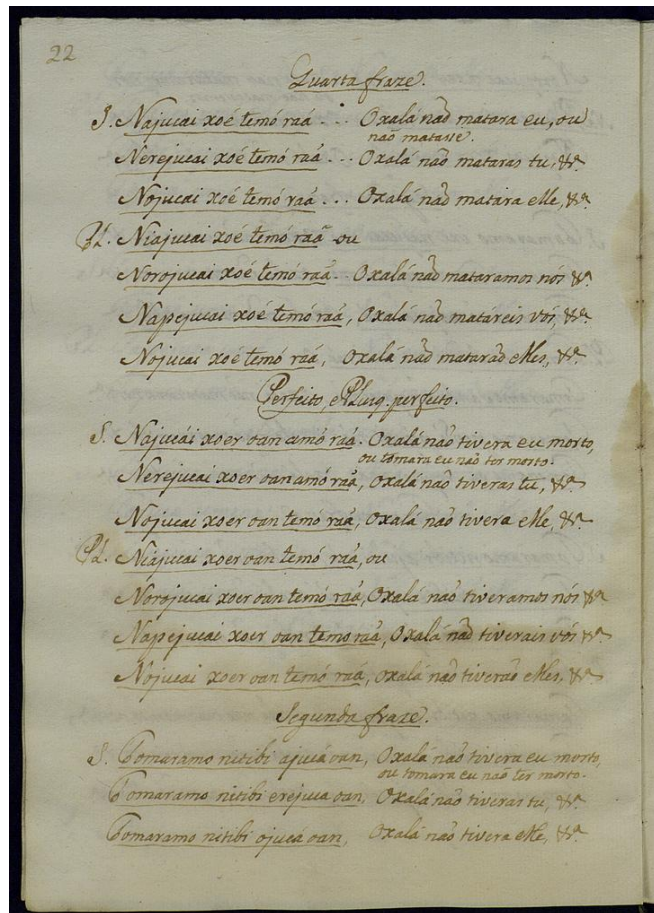 22
Quarta fraze.
S. Najucai xoé temó raá . . . Oxalá naõ matara eu, ou
naõ matasse.
Nerejucai xoé temó raá . . . Oxalá naõ mataras tu, &ª
Nojucai xoé temó raá . . . Oxalá naõ matara elle, &ª
Pl. Niajucai xoé temó raá ou
Norojucai xoé temó raá . . Oxalá naõ mataramos nós &ª
Napejucai xoé temó raá, Oxalá naõ matáreis vós, &ª
Nojucai xoé temó raá, Oxalá naõ mataraõ elles, &ª
Perfeito, e Plusq. perfeito.
S. Najucái xoer oan amó raá. Oxalá naõ tivera eu morto,
ou tomara eu naõ ter morto.
Nerejucai xoer oan amó raá, Oxalá naõ tiveras tu, &ª
Nojucai xoer oan temó raá, Oxalá naõ tivera elle, &ª
Pl. Niajucai xoer oan temó raá, ou
Norojucai xoer oan temó raá, Oxalá naõ tiveramos nós &ª
Napejucai xoer oan temo raá, Oxalá naõ tiverais vós &ª
Nojucai xoer oan temó raá, Oxalá naõ tiveraõ elles, &ª
Segunda fraze.
S. Tomaramo nitibi ajucá oan, Oxalá naõ tivera eu morto,
ou tomara eu naõ ter morto.
Tomaramo nitibi erejuca oan, Oxalá naõ tiveras tu, &ª
Tomaramo nitibi ojuca oan, Oxalá naõ tivera elle, &ª